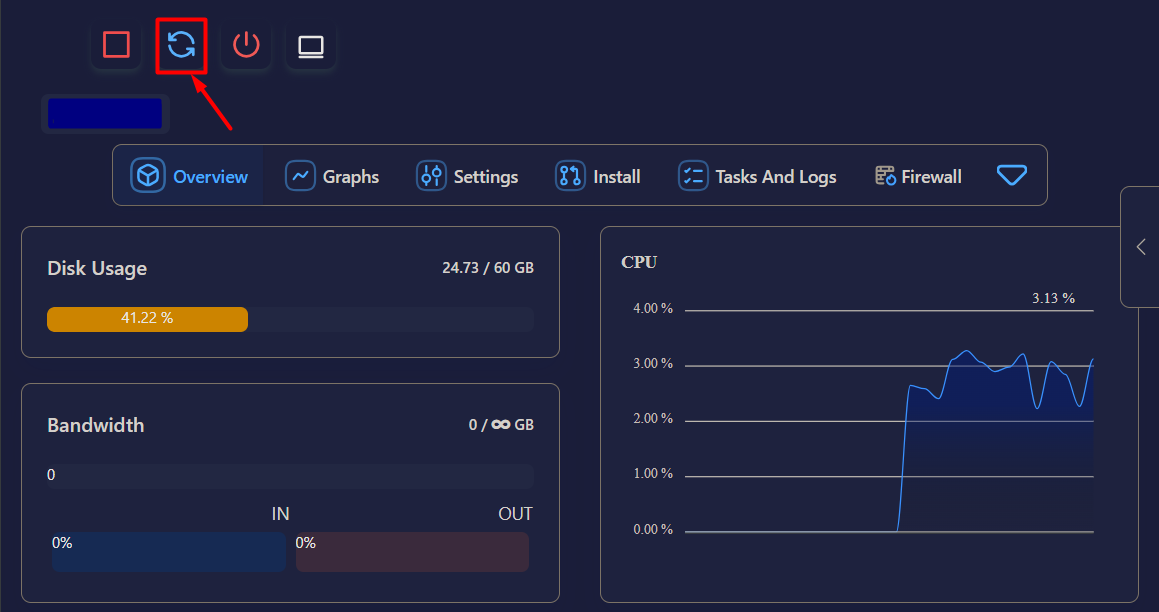 Overview Graphs Settings Install Tasks And Logs Firewall
Disk Usage 24.73 / 60 GB
41.22 %
Bandwidth 0 / ∞ GB
0
IN OUT
0% 0%
CPU
3.13 %
4.00 %
3.00 %
2.00 %
1.00 %
0.00 %